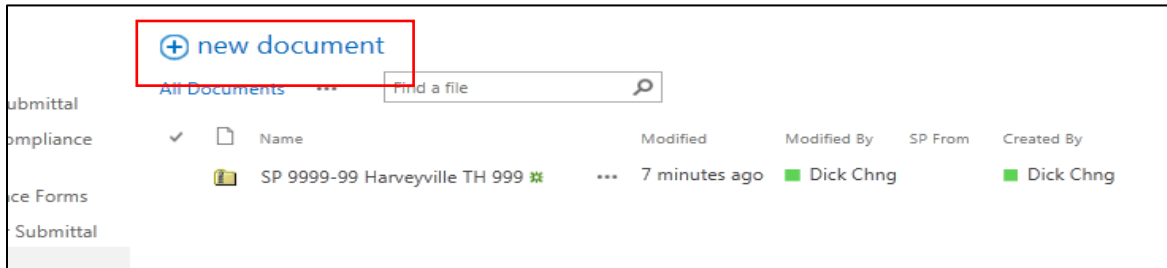 new document
All Documents ... Find a file
ubmittal
ompliance
Name Modified Modified By SP From Created By
SP 9999-99 Harveyville TH 999 ... 7 minutes ago Dick Chng Dick Chng
ce Forms
Submittal